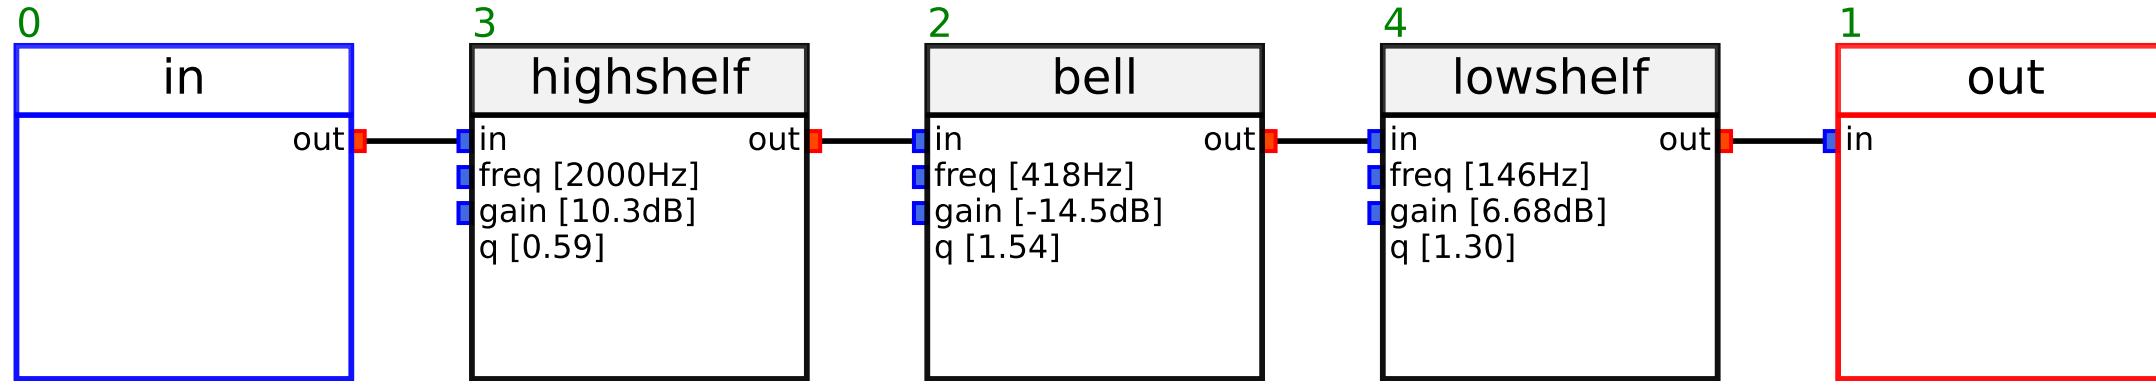 0
in
out
3
highshelf
in out
freq [2000Hz]
gain [10.3dB]
q [0.59]
2
bell
in out
freq [418Hz]
gain [-14.5dB]
q [1.54]
4
lowshelf
in out
freq [146Hz]
gain [6.68dB]
q [1.30]
1
out
in